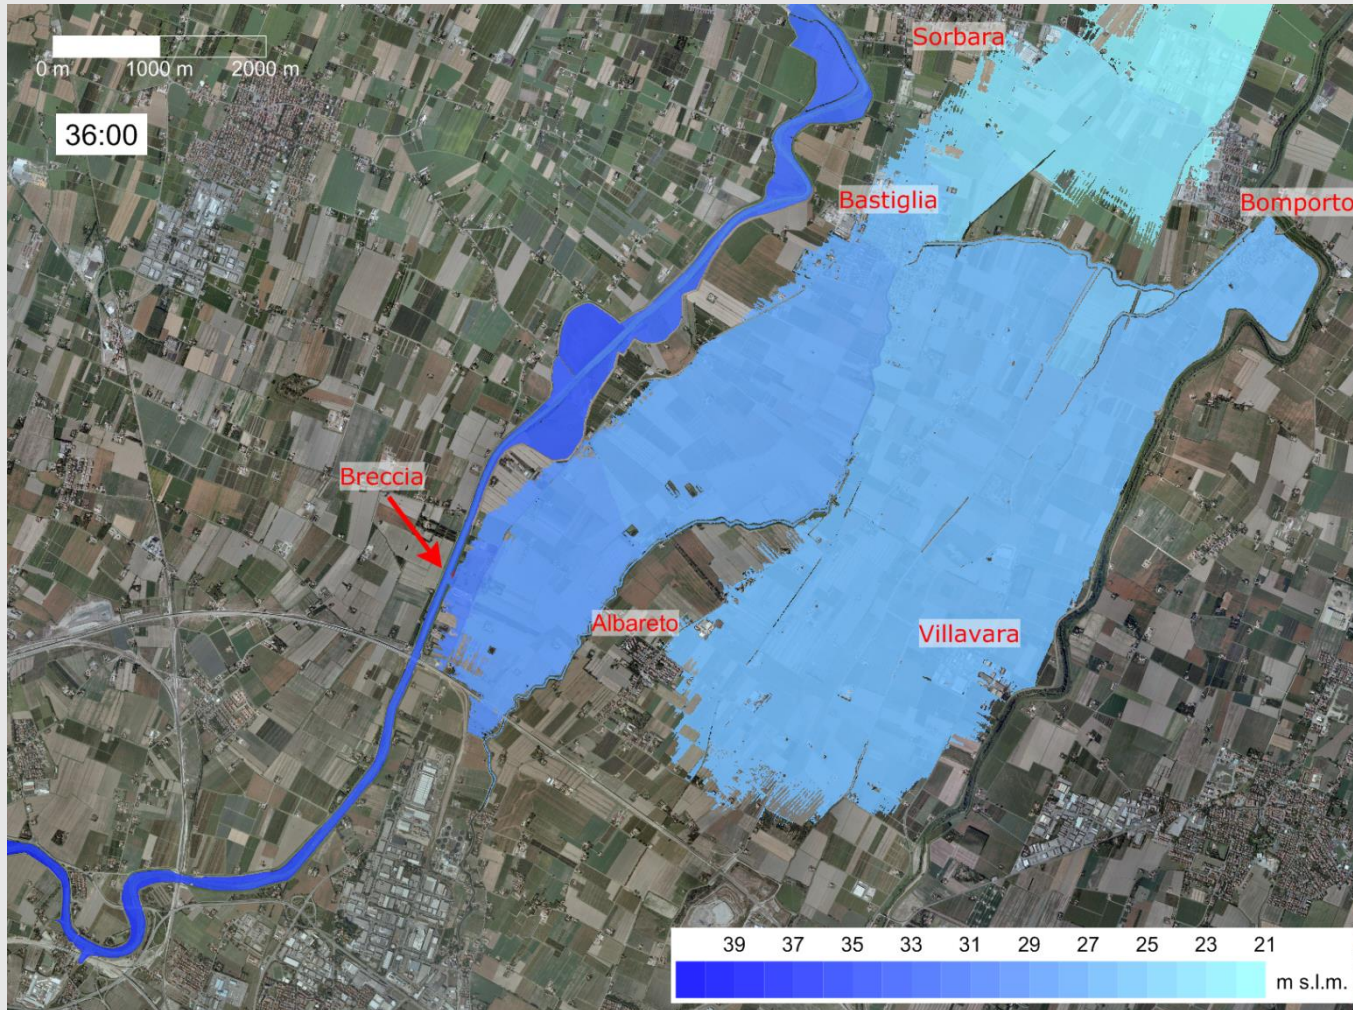 Sorbara
0 m 1000 m 2000 m
36:00
Bastiglia
Bomporto
Breccia
Albareto
Villavara
39 37 35 33 31 29 27 25 23 21
m s.l.m.